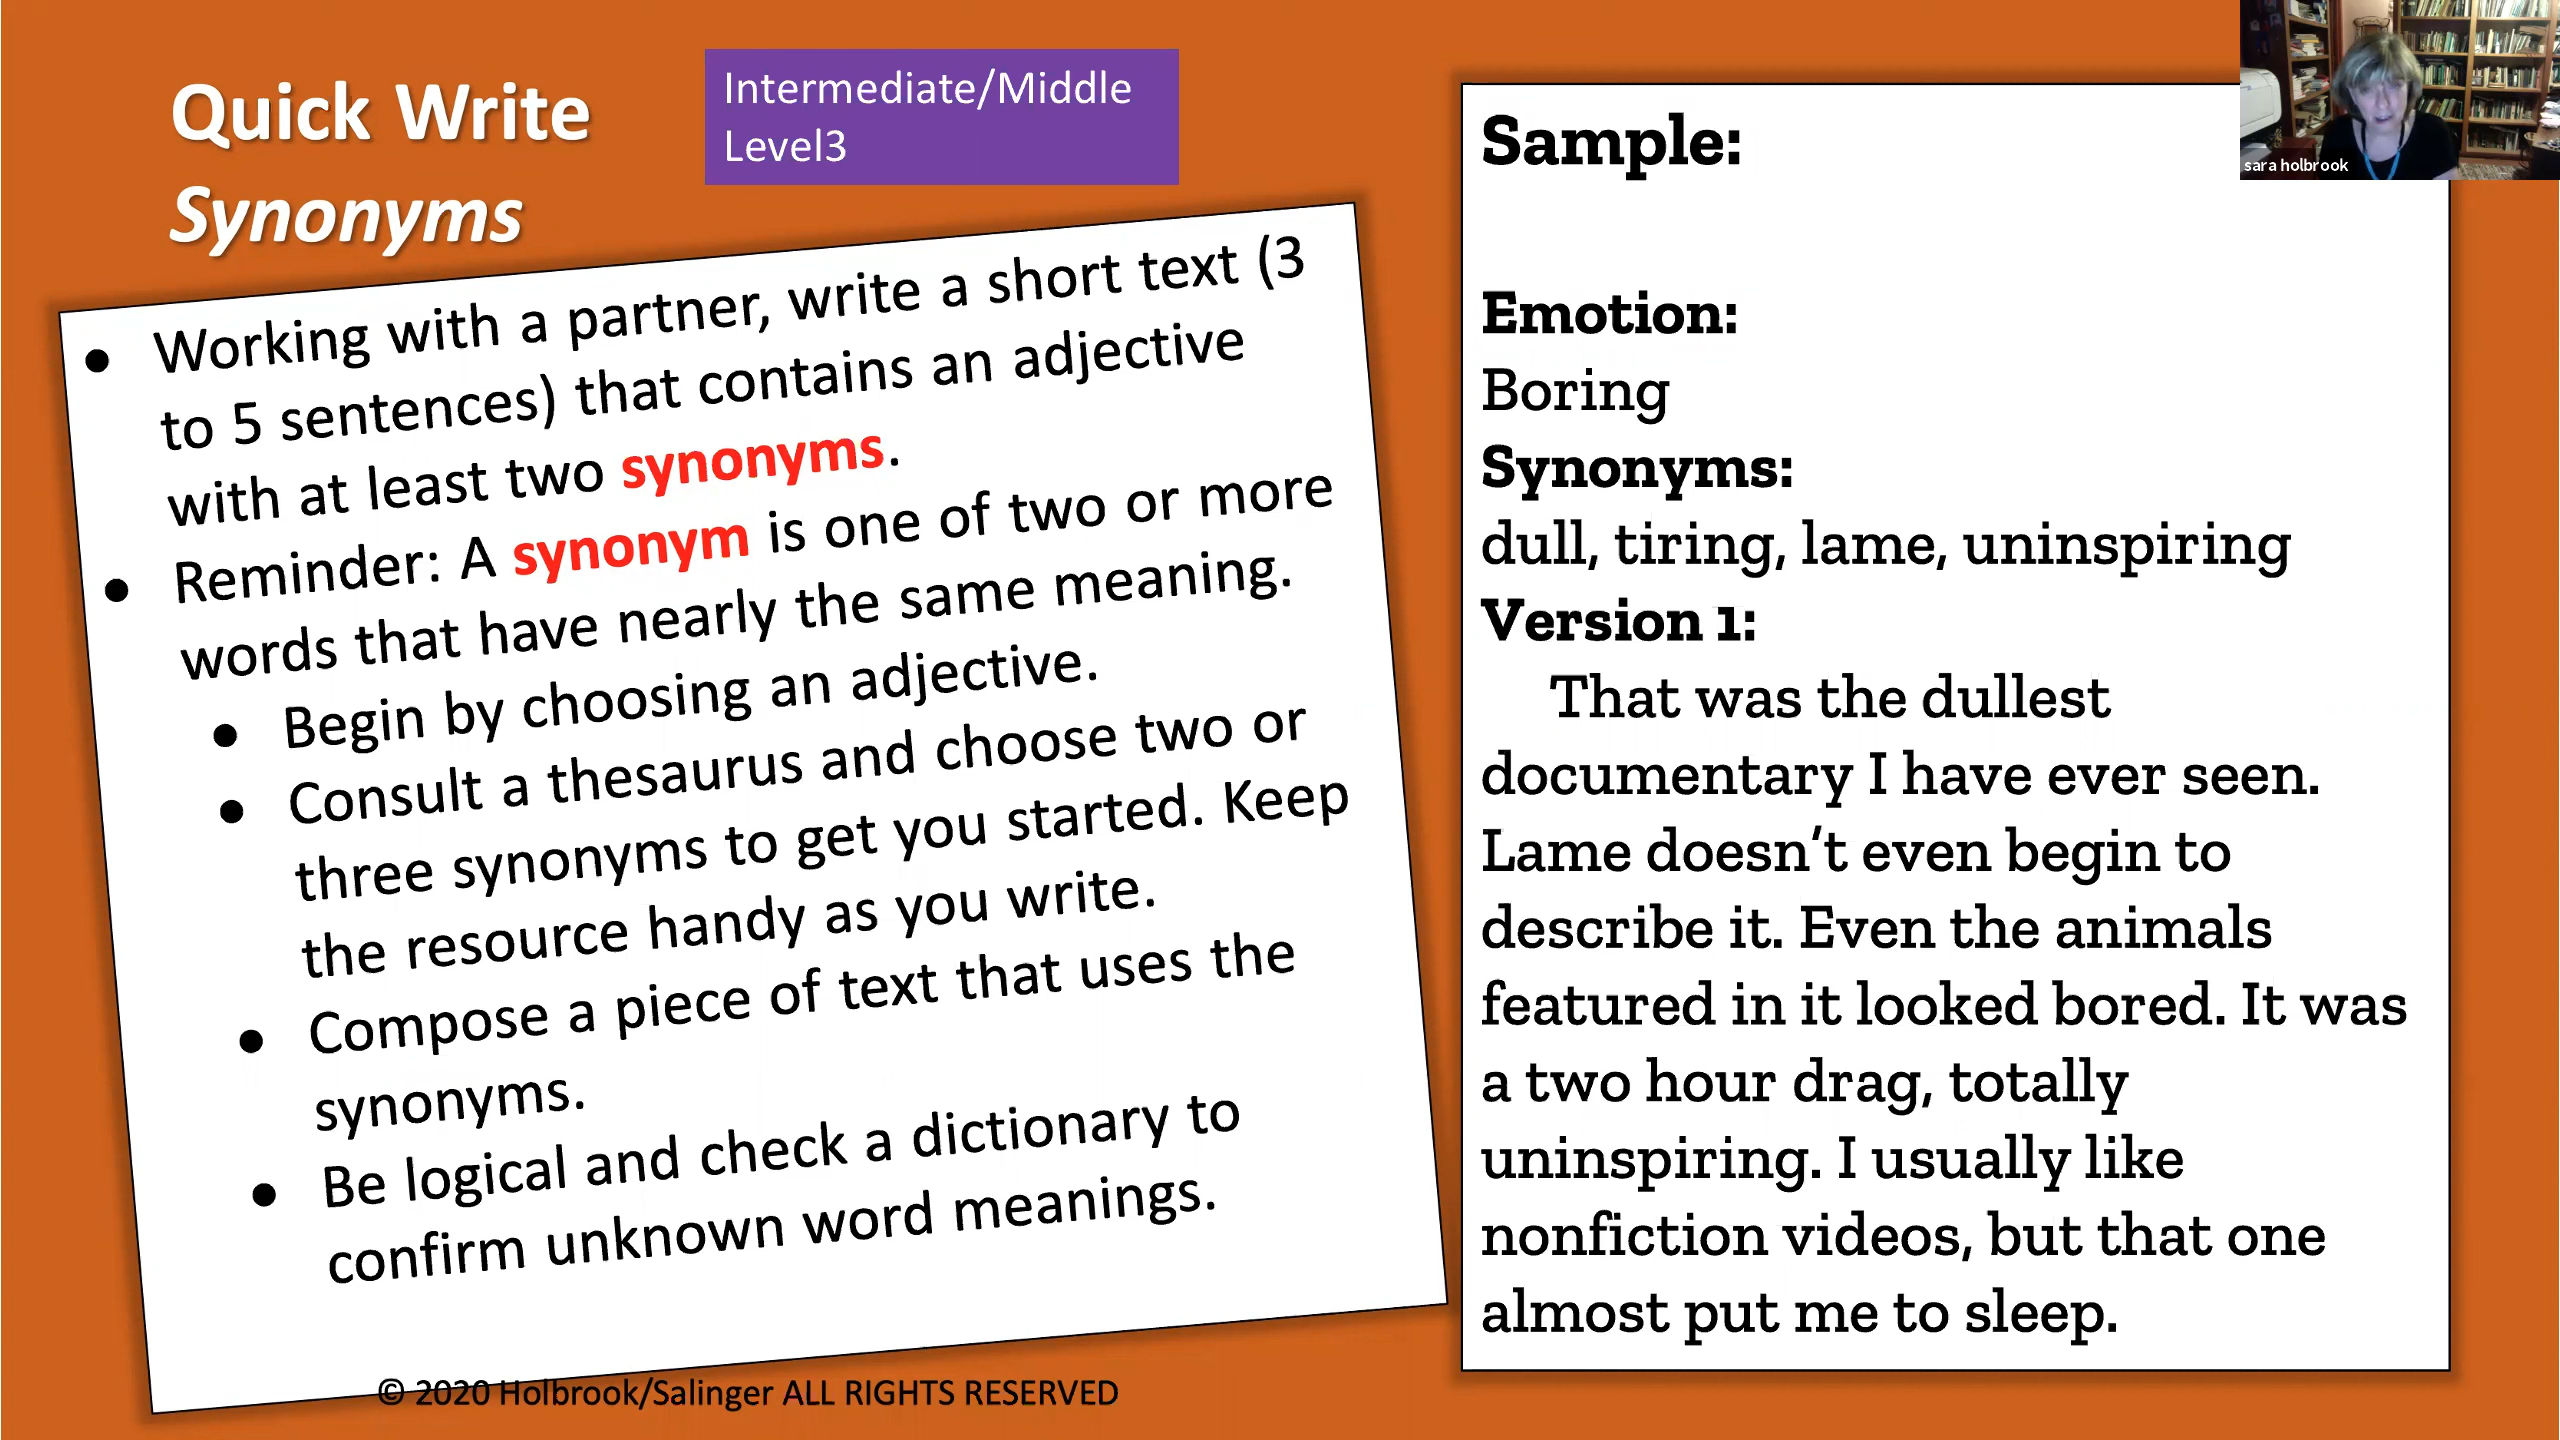 Quick Write
Synonyms
Intermediate/Middle
Level3
• Working with a partner, write a short text (3
to 5 sentences) that contains an adjective
with at least two synonyms.
• Reminder: A synonym is one of two or more
words that have nearly the same meaning.
• Begin by choosing an adjective.
• Consult a thesaurus and choose two or
three synonyms to get you started. Keep
the resource handy as you write.
• Compose a piece of text that uses the
synonyms.
• Be logical and check a dictionary to
confirm unknown word meanings.
© 2020 Holbrook/Salinger ALL RIGHTS RESERVED
Sample:
Emotion:
Boring
Synonyms:
dull, tiring, lame, uninspiring
Version 1:
That was the dullest
documentary I have ever seen.
Lame doesn't even begin to
describe it. Even the animals
featured in it looked bored. It was
a two hour drag, totally
uninspiring. I usually like
nonfiction videos, but that one
almost put me to sleep.
sara holbrook